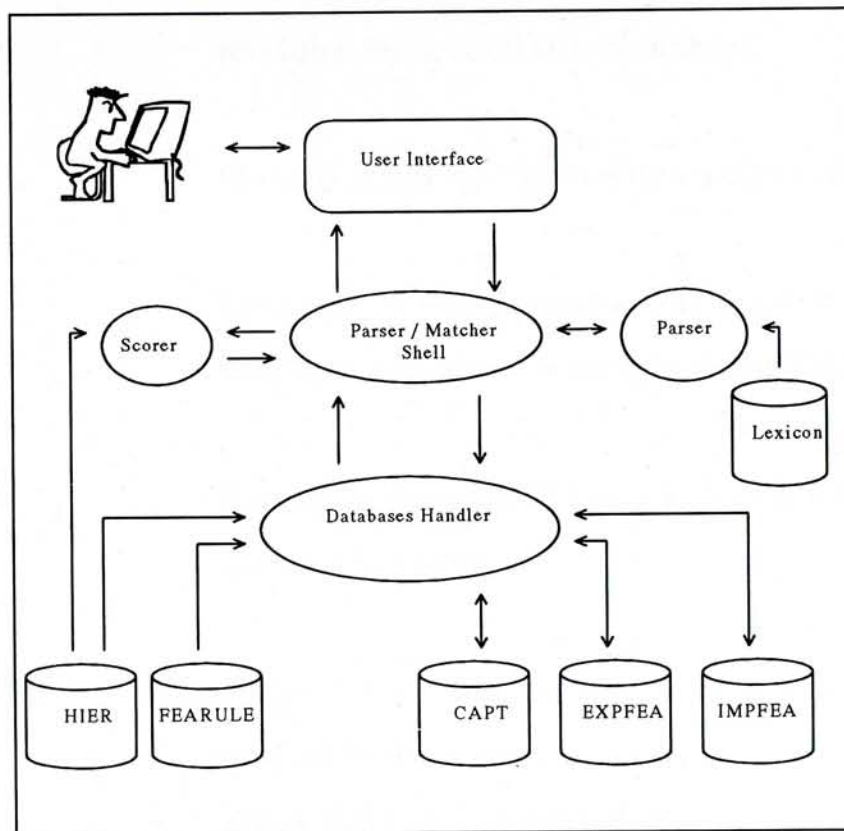 User Interface
Scorer
Parser / Matcher
Shell
Parser
Lexicon
Databases Handler
HIER
FEARULE
CAPT
EXPFEA
IMPFEA